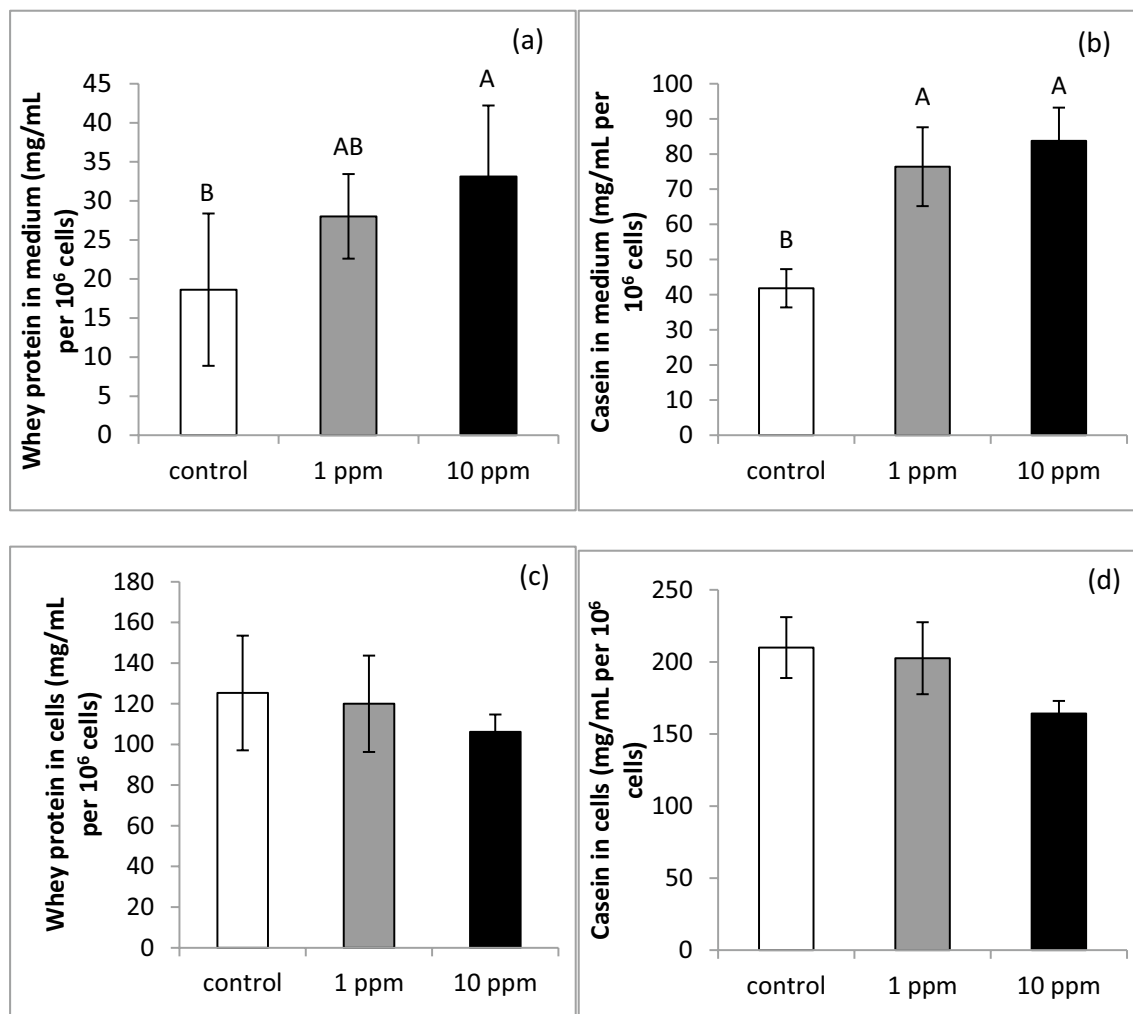 (a)
Whey protein in medium (mg/mL
per 10⁶ cells)
45
40
35
30
25
20
15
10
5
0
B
AB
A
control 1 ppm 10 ppm
(b)
Casein in medium (mg/mL per
10⁶ cells)
100
90
80
70
60
50
40
30
20
10
0
B
A
A
control 1 ppm 10 ppm
(c)
Whey protein in cells (mg/mL
per 10⁶ cells)
180
160
140
120
100
80
60
40
20
0
control 1 ppm 10 ppm
(d)
Casein in cells (mg/mL per 10⁶
cells)
250
200
150
100
50
0
control 1 ppm 10 ppm